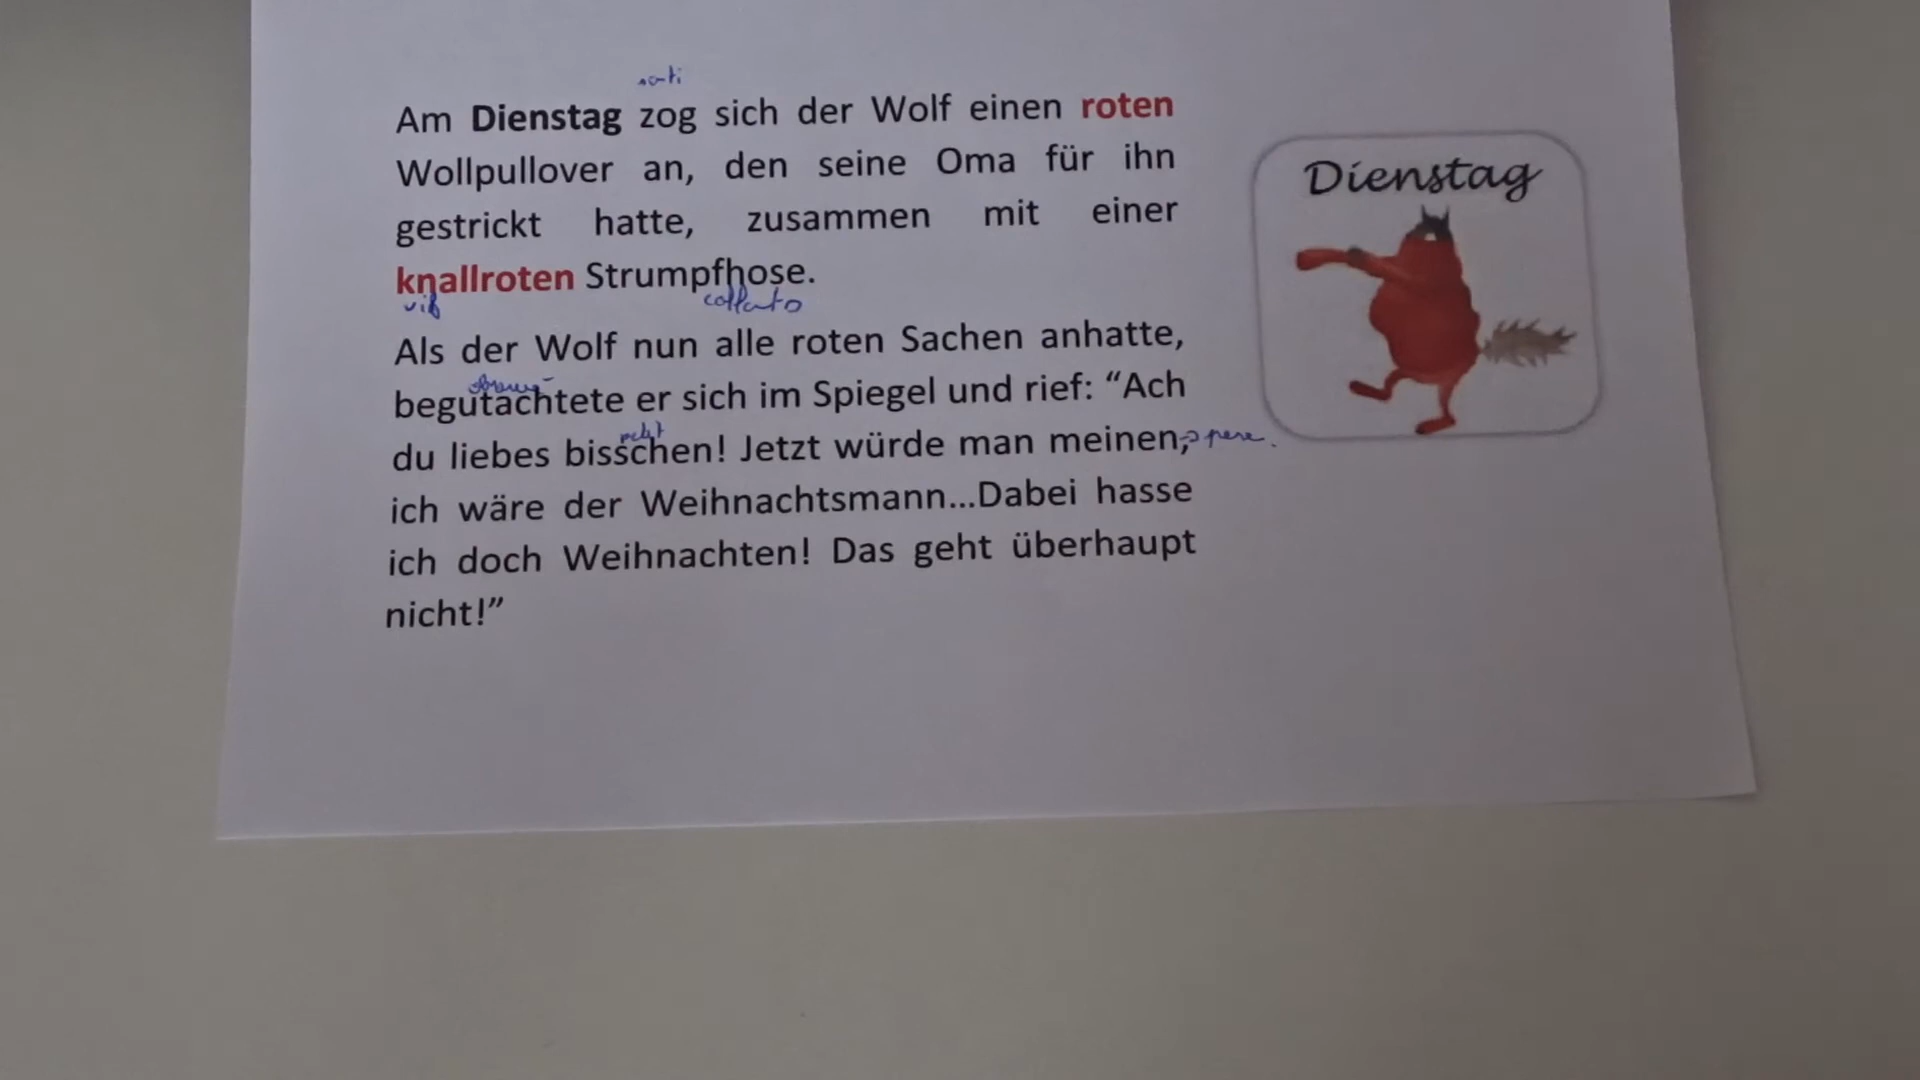 Am Dienstag zog sich der Wolf einen roten
Wollpullover an, den seine Oma für ihn
gestrickt hatte, zusammen mit einer
knallroten Strumpfhose.
vif
Als der Wolf nun alle roten Sachen anhatte,
begutachtete er sich im Spiegel und rief: “Ach
du liebes bisschen! Jetzt würde man meinen,
ich wäre der Weihnachtsmann...Dabei hasse
ich doch Weihnachten! Das geht überhaupt
nicht!”
Dienstag